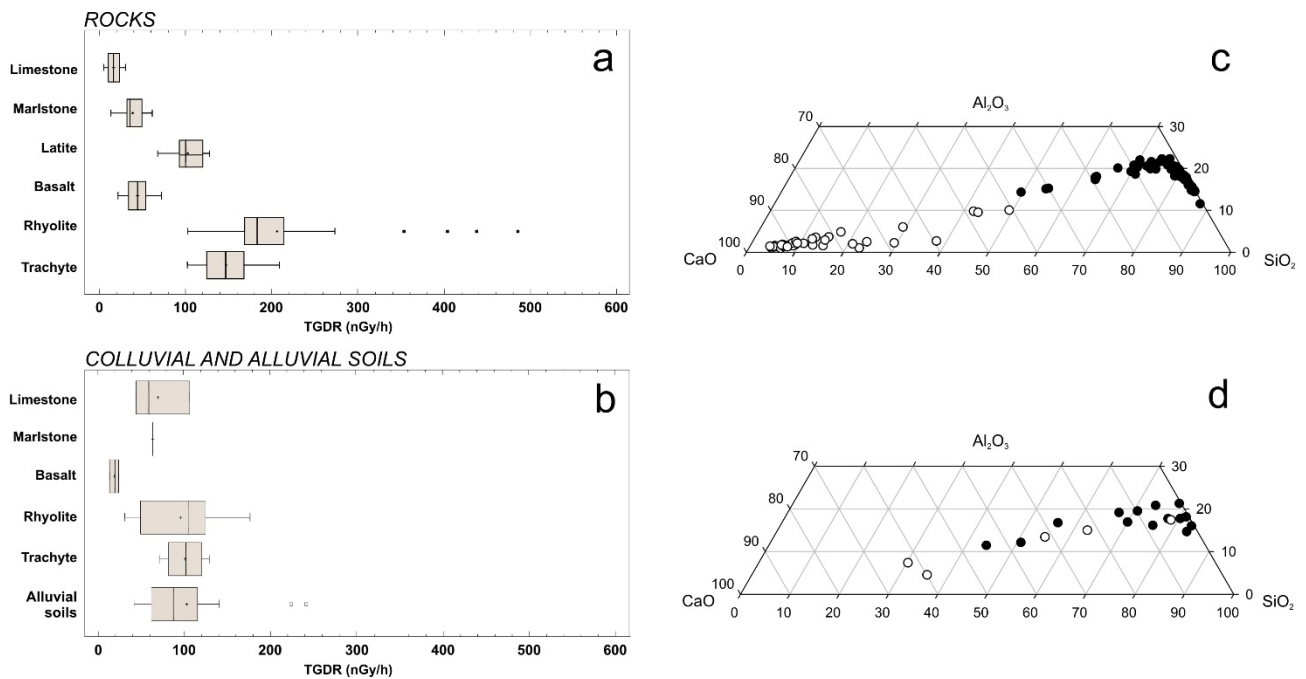 ROCKS
a
Limestone
Marlstone
Latite
Basalt
Rhyolite
Trachyte
0 100 200 300 400 500 600
TGDR (nGy/h)
COLLUVIAL AND ALLUVIAL SOILS
b
Limestone
Marlstone
Basalt
Rhyolite
Trachyte
Alluvial
soils
0 100 200 300 400 500 600
TGDR (nGy/h)
c
Al₂O₃
70 30
80 20
90 10
100 0
CaO SiO₂
0 10 20 30 40 50 60 70 80 90 100
d
Al₂O₃
70 30
80 20
90 10
100 0
CaO SiO₂
0 10 20 30 40 50 60 70 80 90 100